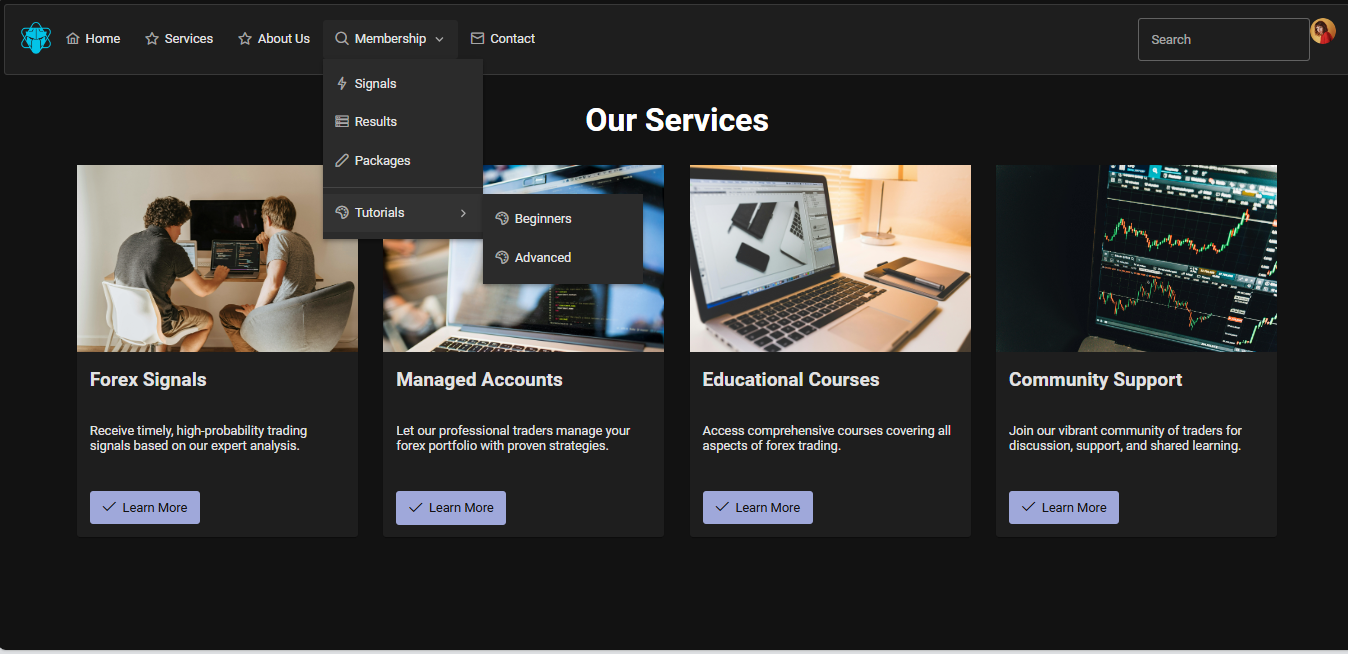 Home
Services
About Us
Membership
Contact
Search
Signals
Results
Packages
Tutorials
Beginners
Advanced
Our Services
Forex Signals
Receive timely, high-probability trading
signals based on our expert analysis.
Learn More
Managed Accounts
Let our professional traders manage your
forex portfolio with proven strategies.
Learn More
Educational Courses
Access comprehensive courses covering all
aspects of forex trading.
Learn More
Community Support
Join our vibrant community of traders for
discussion, support, and shared learning.
Learn More